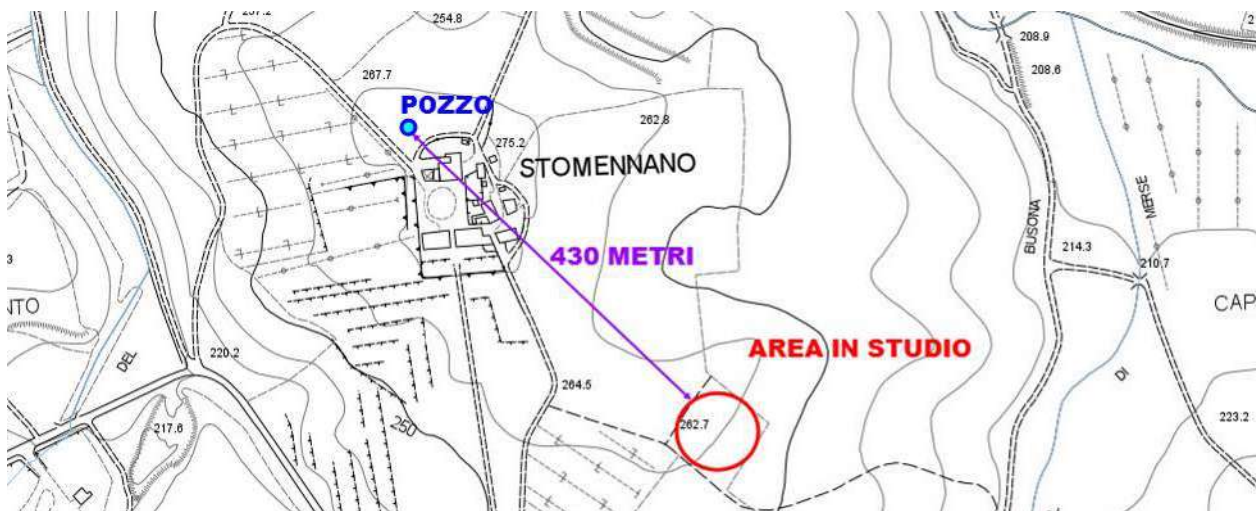 254.8
208.9
208.6
267.7
POZZO
262.8
275.2
STOMENNANO
MERSE
BUSONA
214.3
430 METRI
210.7
NTO
CAP
AREA IN STUDIO
220.2
DEL
264.5
DI
217.6
250
262.7
223.2